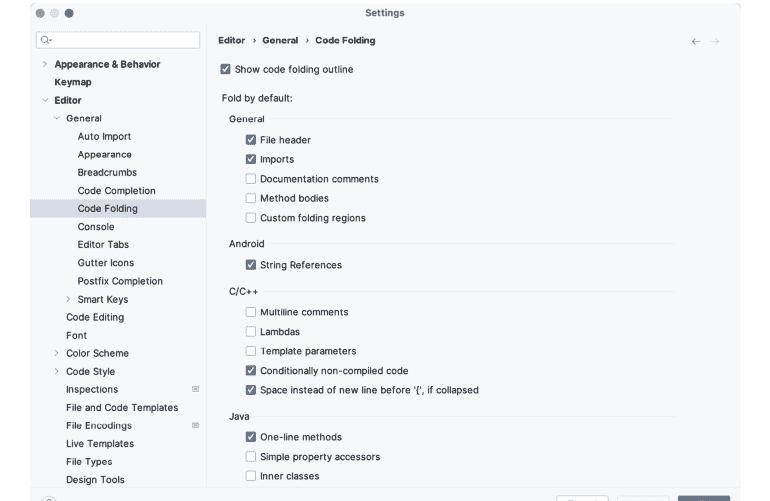 Settings
Editor › General › Code Folding
Appearance & Behavior
Keymap
Editor
General
Auto Import
Appearance
Breadcrumbs
Code Completion
Code Folding
Console
Editor Tabs
Gutter Icons
Postfix Completion
Smart Keys
Code Editing
Font
Color Scheme
Code Style
Inspections
File and Code Templates
File Encodings
Live Templates
File Types
Design Tools
Show code folding outline
Fold by default:
General
File header
Imports
Documentation comments
Method bodies
Custom folding regions
Android
String References
C/C++
Multiline comments
Lambdas
Template parameters
Conditionally non-compiled code
Space instead of new line before '{', if collapsed
Java
One-line methods
Simple property accessors
Inner classes